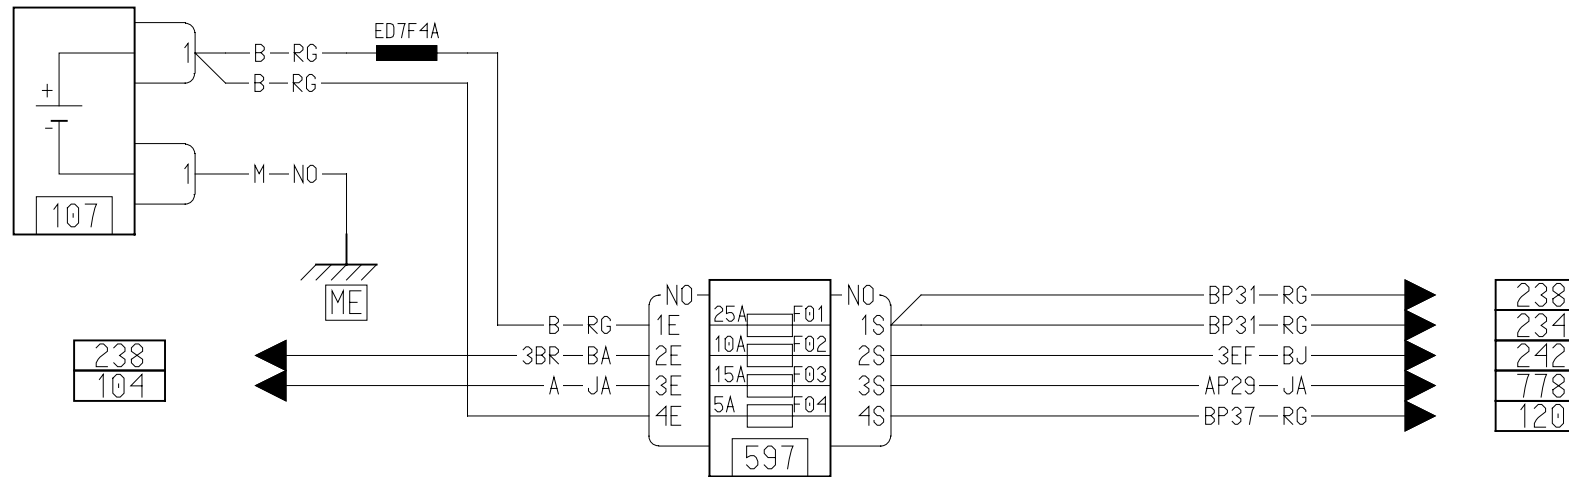 ED7F4A
1 B RG
B RG
+
-
1 M NO
107
ME
NO NO BP31 RG 238
B RG 1E 25A F01 1S BP31 RG 234
238 3BR BA 2E 10A F02 2S 3EF BJ 242
104 A JA 3E 15A F03 3S AP29 JA 778
4E 5A F04 4S BP37 RG 120
597